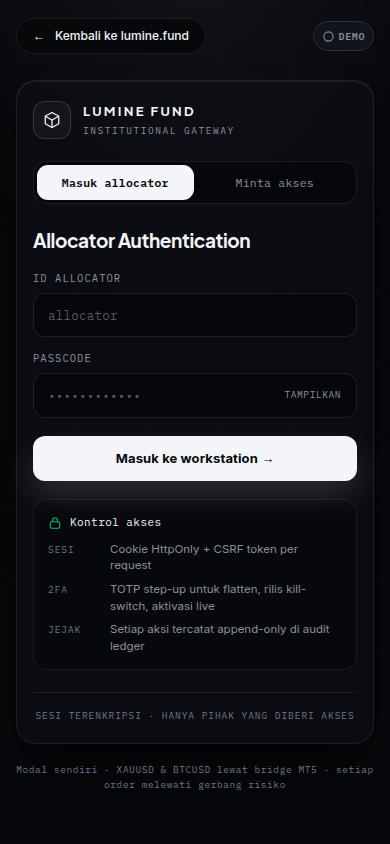 ← Kembali ke lumine.fund
DEMO
LUMINE FUND
INSTITUTIONAL GATEWAY
Masuk allocator
Minta akses
Allocator Authentication
ID ALLOCATOR
allocator
PASSCODE
••••••••••••
TAMPILKAN
Masuk ke workstation →
Kontrol akses
SESI
Cookie HttpOnly + CSRF token per
request
2FA
TOTP step-up untuk flatten, rilis kill-
switch, aktivasi live
JEJAK
Setiap aksi tercatat append-only di audit
ledger
SESI TERENKRIPSI · HANYA PIHAK YANG DIBERI AKSES
Modal sendiri · XAUUSD & BTCUSD lewat bridge MT5 · setiap
order melewati gerbang risiko